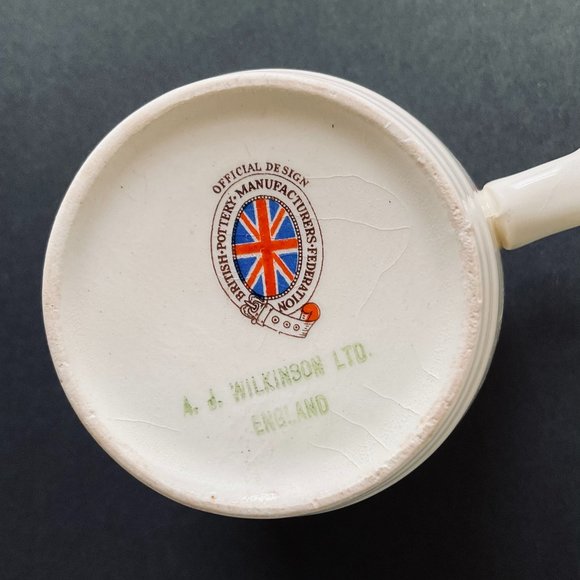 OFFICIAL DESIGN
BRITISH·POTTERY·MANUFACTURERS·FEDERATION
A. J. WILKINSON LTD.
ENGLAND